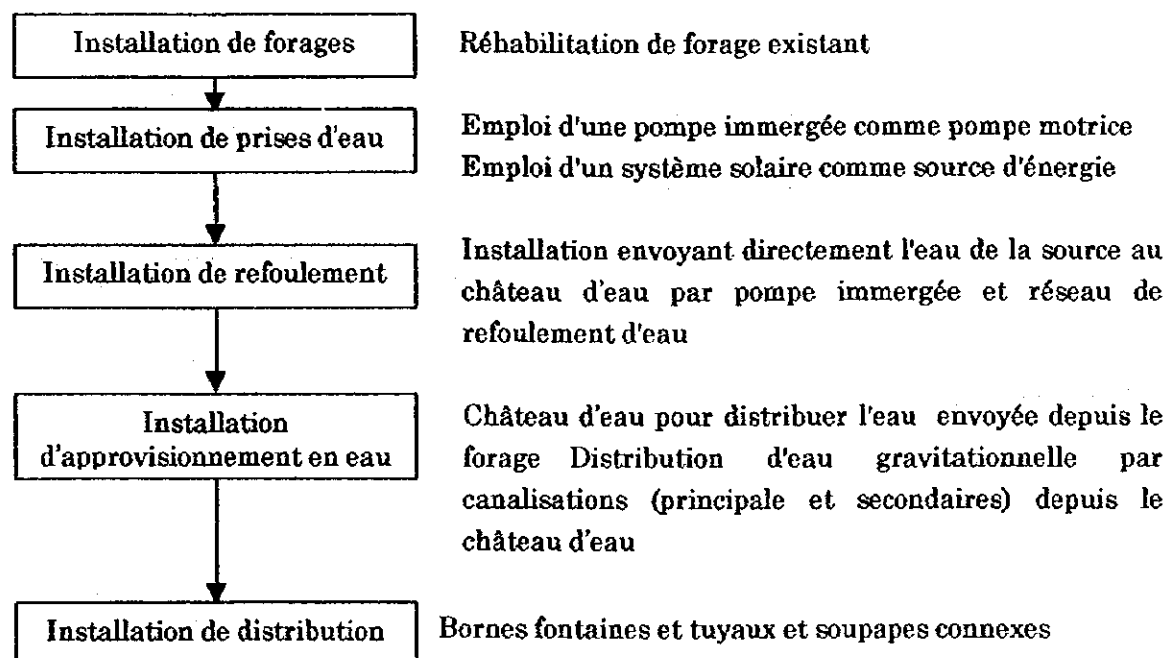 Installation de forages
Réhabilitation de forage existant
Installation de prises d'eau
Emploi d'une pompe immergée comme pompe motrice
Emploi d'un système solaire comme source d'énergie
Installation de refoulement
Installation envoyant directement l'eau de la source au
château d'eau par pompe immergée et réseau de
refoulement d'eau
Installation
d'approvisionnement en eau
Château d'eau pour distribuer l'eau envoyée depuis le
forage Distribution d'eau gravitationnelle par
canalisations (principale et secondaires) depuis le
château d'eau
Installation de distribution
Bornes fontaines et tuyaux et soupapes connexes